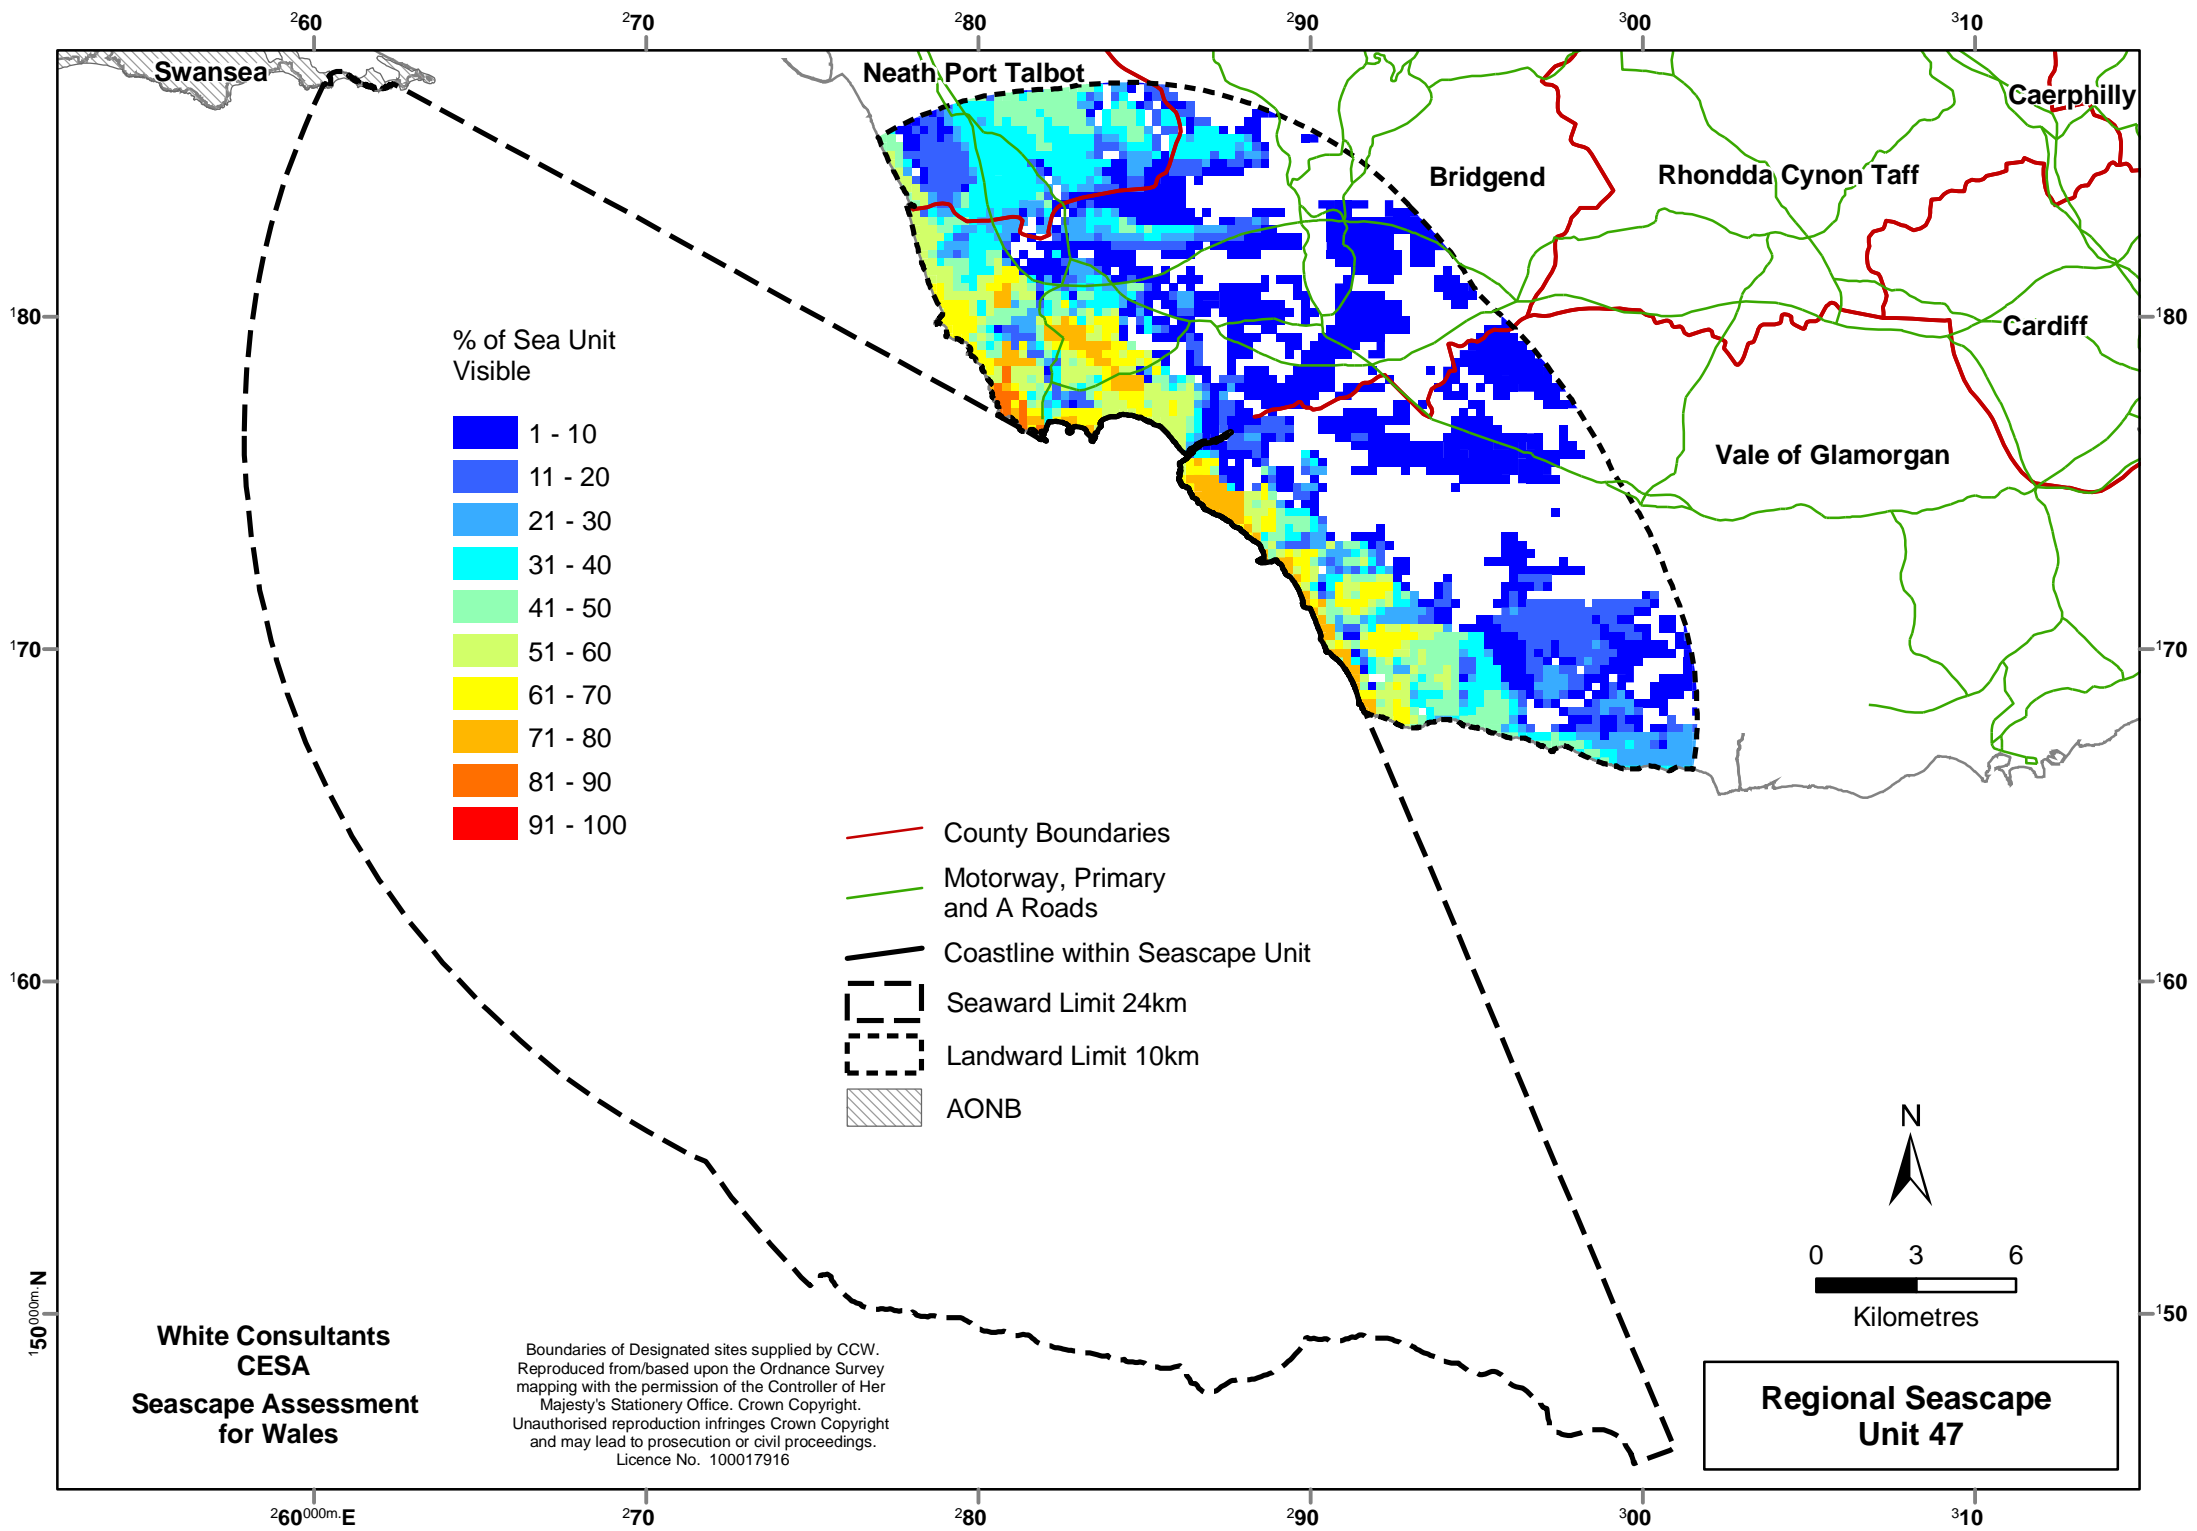 260
270
280
290
300
310
Swansea
Neath Port Talbot
Caerphilly
Bridgend
Rhondda Cynon Taff
180
180
Cardiff
% of Sea Unit
Visible
1 - 10
11 - 20
21 - 30
31 - 40
41 - 50
51 - 60
61 - 70
71 - 80
81 - 90
91 - 100
Vale of Glamorgan
170
170
County Boundaries
Motorway, Primary
and A Roads
Coastline within Seascape Unit
Seaward Limit 24km
Landward Limit 10km
AONB
160
160
N
0 3 6
Kilometres
150000m.N
150
White Consultants
CESA
Seascape Assessment
for Wales
Boundaries of Designated sites supplied by CCW.
Reproduced from/based upon the Ordnance Survey
mapping with the permission of the Controller of Her
Majesty's Stationery Office. Crown Copyright.
Unauthorised reproduction infringes Crown Copyright
and may lead to prosecution or civil proceedings.
Licence No. 100017916
Regional Seascape
Unit 47
260000m.E
270
280
290
300
310